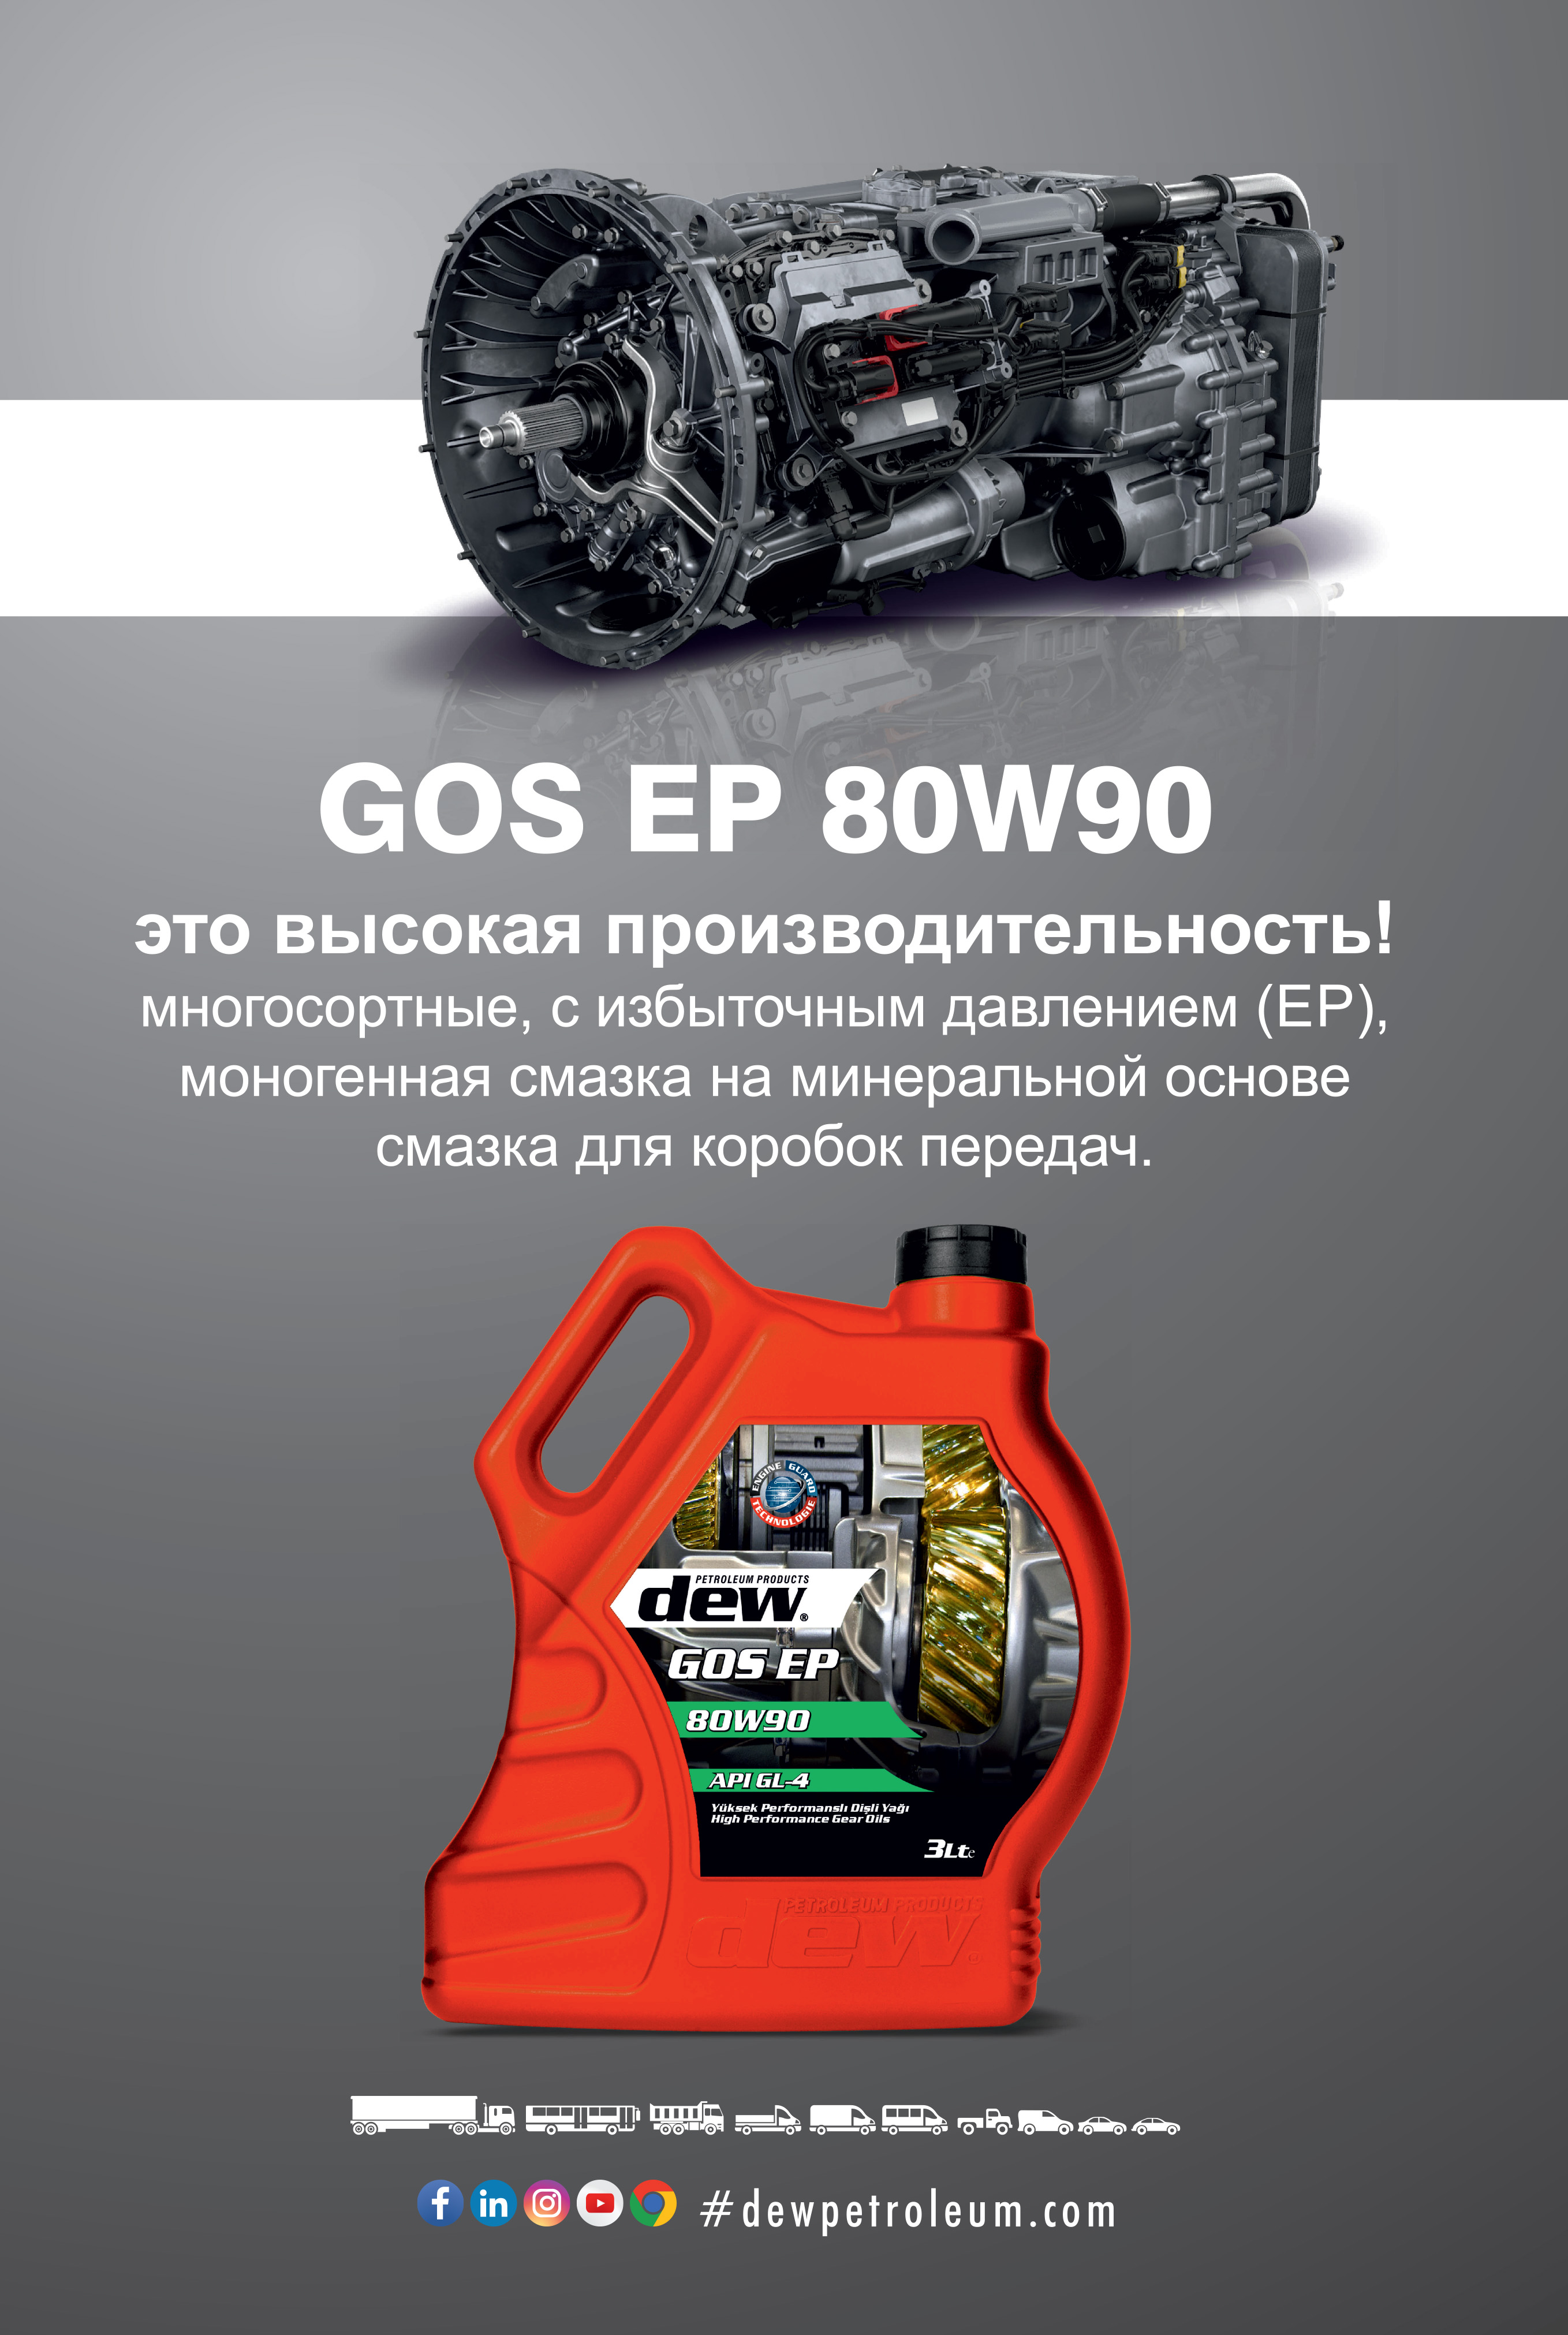 GOS EP 80W90
это высокая производительность!
многосортные, с избыточным давлением (EP),
моногенная смазка на минеральной основе
смазка для коробок передач.
ENGINE GUARD
TECHNOLOGIE
PETROLEUM PRODUCTS
dew®
GOS EP
80W90
API GL-4
Yüksek Performanslı Dişli Yağı
High Performance Gear Oils
3Lte
PETROLEUM PRODUCTS
dew®
f in
#dewpetroleum.com